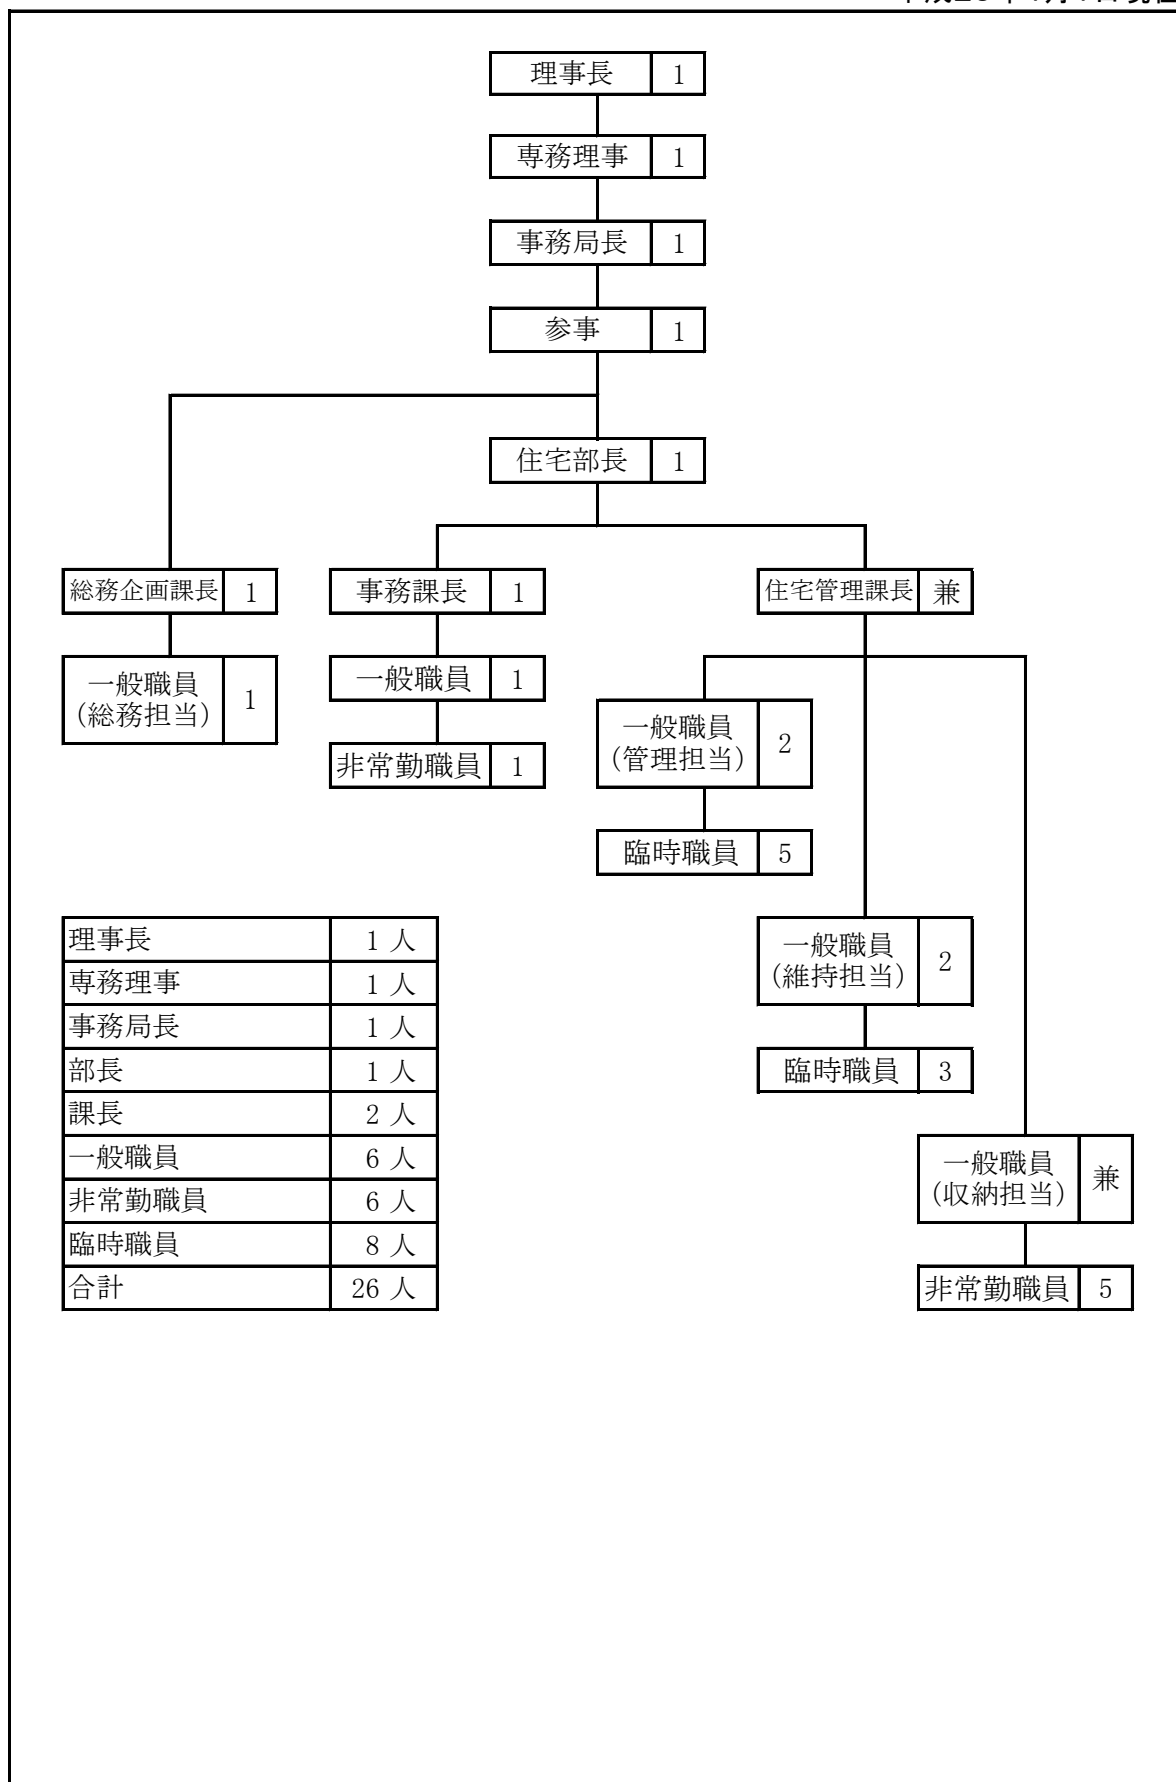 理事長 1
専務理事 1
事務局長 1
参事 1
住宅部長 1
総務企画課長 1
事務課長 1
住宅管理課長 兼
一般職員
(総務担当) 1
一般職員 1
非常勤職員 1
一般職員
(管理担当) 2
臨時職員 5
一般職員
(維持担当) 2
臨時職員 3
一般職員
(収納担当) 兼
非常勤職員 5
理事長 1 人
専務理事 1 人
事務局長 1 人
部長 1 人
課長 2 人
一般職員 6 人
非常勤職員 6 人
臨時職員 8 人
合計 26 人